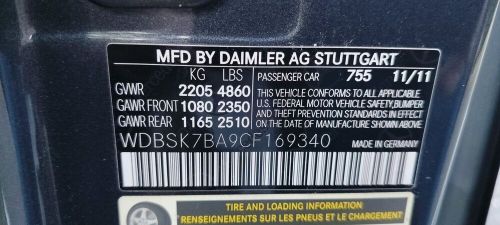 MFD BY DAIMLER AG STUTTGART
KG LBS PASSENGER CAR 755 11/11
GVWR 2205 4860 THIS VEHICLE CONFORMS TO ALL APPLICABLE
GAWR FRONT 1080 2350 U.S. FEDERAL MOTOR VEHICLE SAFETY, BUMPER
GAWR REAR 1165 2510 AND THEFT PREVENTION STANDARDS IN EFFECT ON THE DATE OF MANUFACTURE SHOWN ABOVE
WDBSK7BA9CF169340 MADE IN GERMANY
TIRE AND LOADING INFORMATION
RENSEIGNEMENTS SUR LES PNEUS ET LE CHARGEMENT